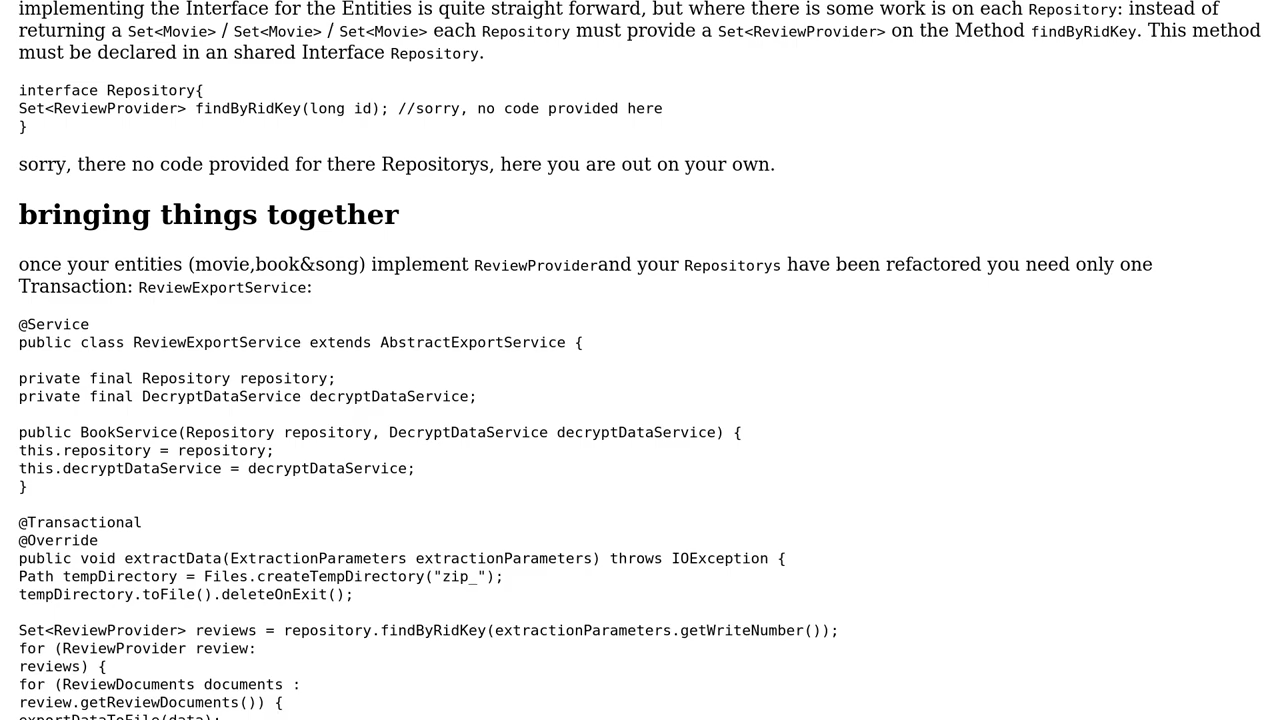 implementing the Interface for the Entities is quite straight forward, but where there is some work is on each Repository: instead of
returning a Set<Movie> / Set<Movie> / Set<Movie> each Repository must provide a Set<ReviewProvider> on the Method findByRidKey. This method
must be declared in an shared Interface Repository.
interface Repository{
Set<ReviewProvider> findByRidKey(long id); //sorry, no code provided here
}
sorry, there no code provided for there Repositorys, here you are out on your own.
bringing things together
once your entities (movie,book&song) implement ReviewProviderand your Repositorys have been refactored you need only one
Transaction: ReviewExportService:
@Service
public class ReviewExportService extends AbstractExportService {
private final Repository repository;
private final DecryptDataService decryptDataService;
public BookService(Repository repository, DecryptDataService decryptDataService) {
this.repository = repository;
this.decryptDataService = decryptDataService;
}
@Transactional
@Override
public void extractData(ExtractionParameters extractionParameters) throws IOException {
Path tempDirectory = Files.createTempDirectory("zip_");
tempDirectory.toFile().deleteOnExit();
Set<ReviewProvider> reviews = repository.findByRidKey(extractionParameters.getWriteNumber());
for (ReviewProvider review:
reviews) {
for (ReviewDocuments documents :
review.getReviewDocuments()) {
exportDataToFile(data);